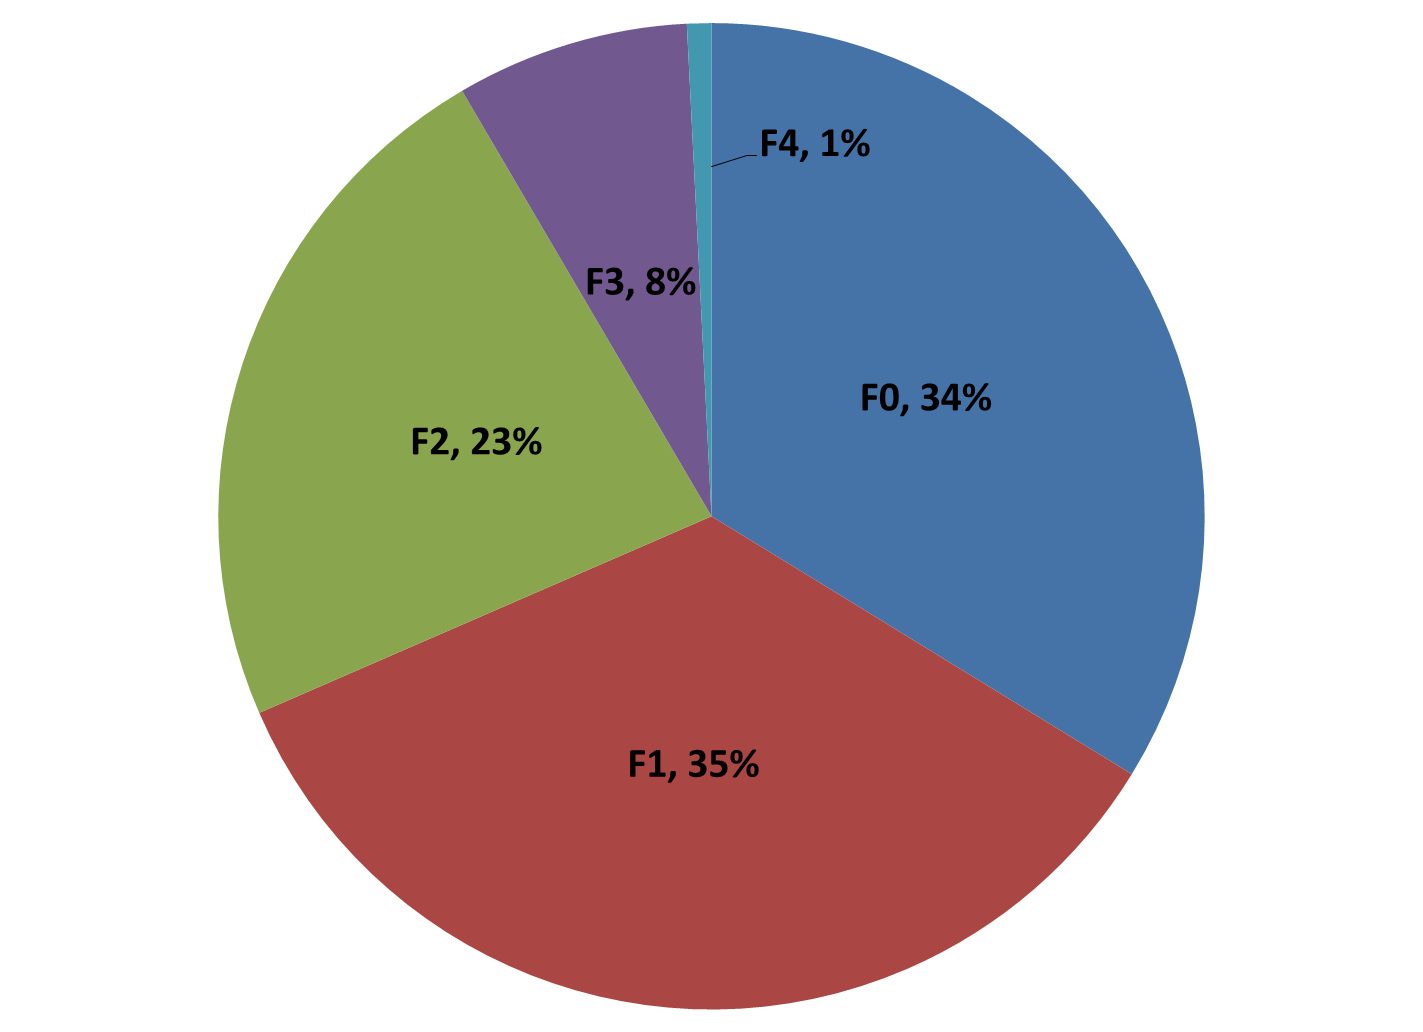 F4, 1%
F3, 8%
F0, 34%
F2, 23%
F1, 35%